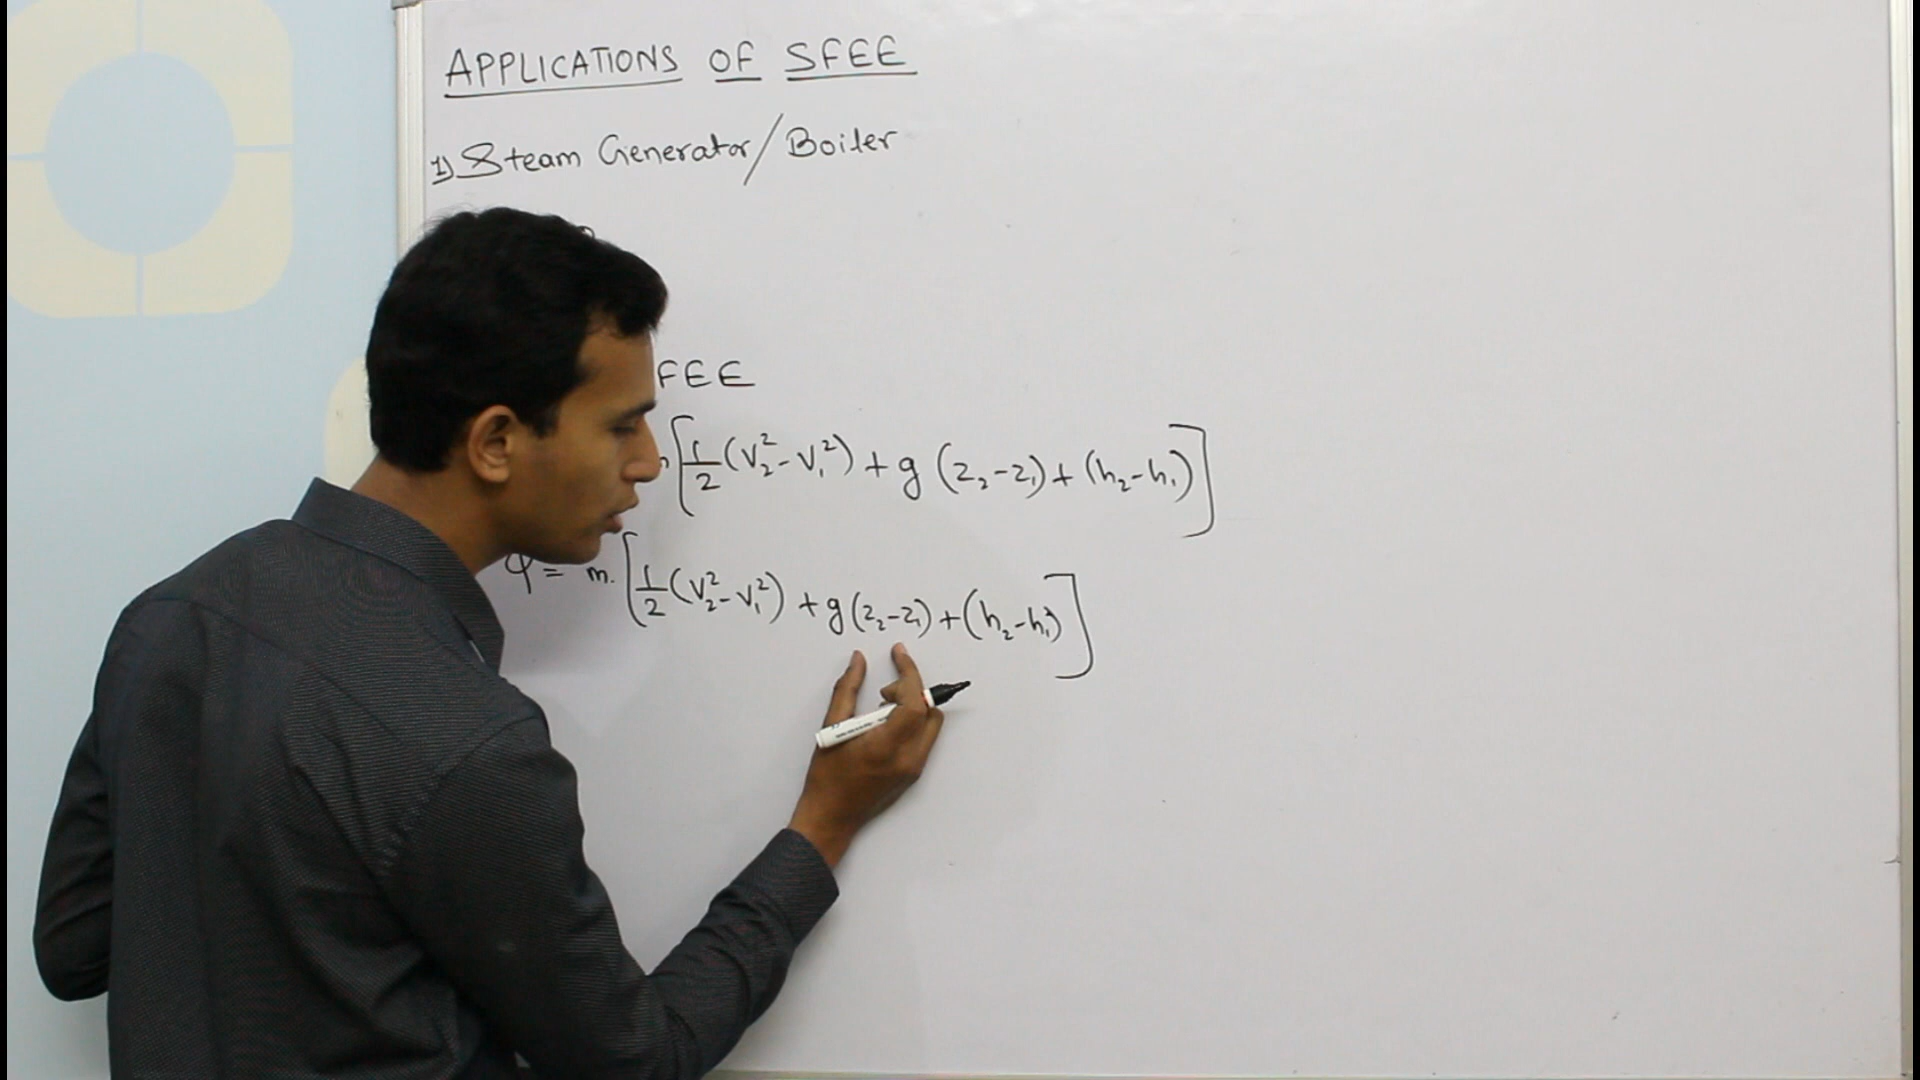 APPLICATIONS OF SFEE
1) Steam Generator/Boiler
FEE
[1/2 (V₂² - V₁²) + g (z₂ - z₁) + (h₂ - h₁)]
φ = m. [1/2 (V₂² - V₁²) + g (z₂ - z₁) + (h₂ - h₁)]